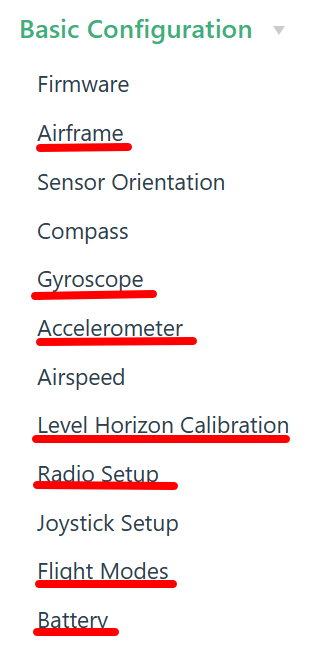 Basic Configuration
Firmware
Airframe
Sensor Orientation
Compass
Gyroscope
Accelerometer
Airspeed
Level Horizon Calibration
Radio Setup
Joystick Setup
Flight Modes
Battery